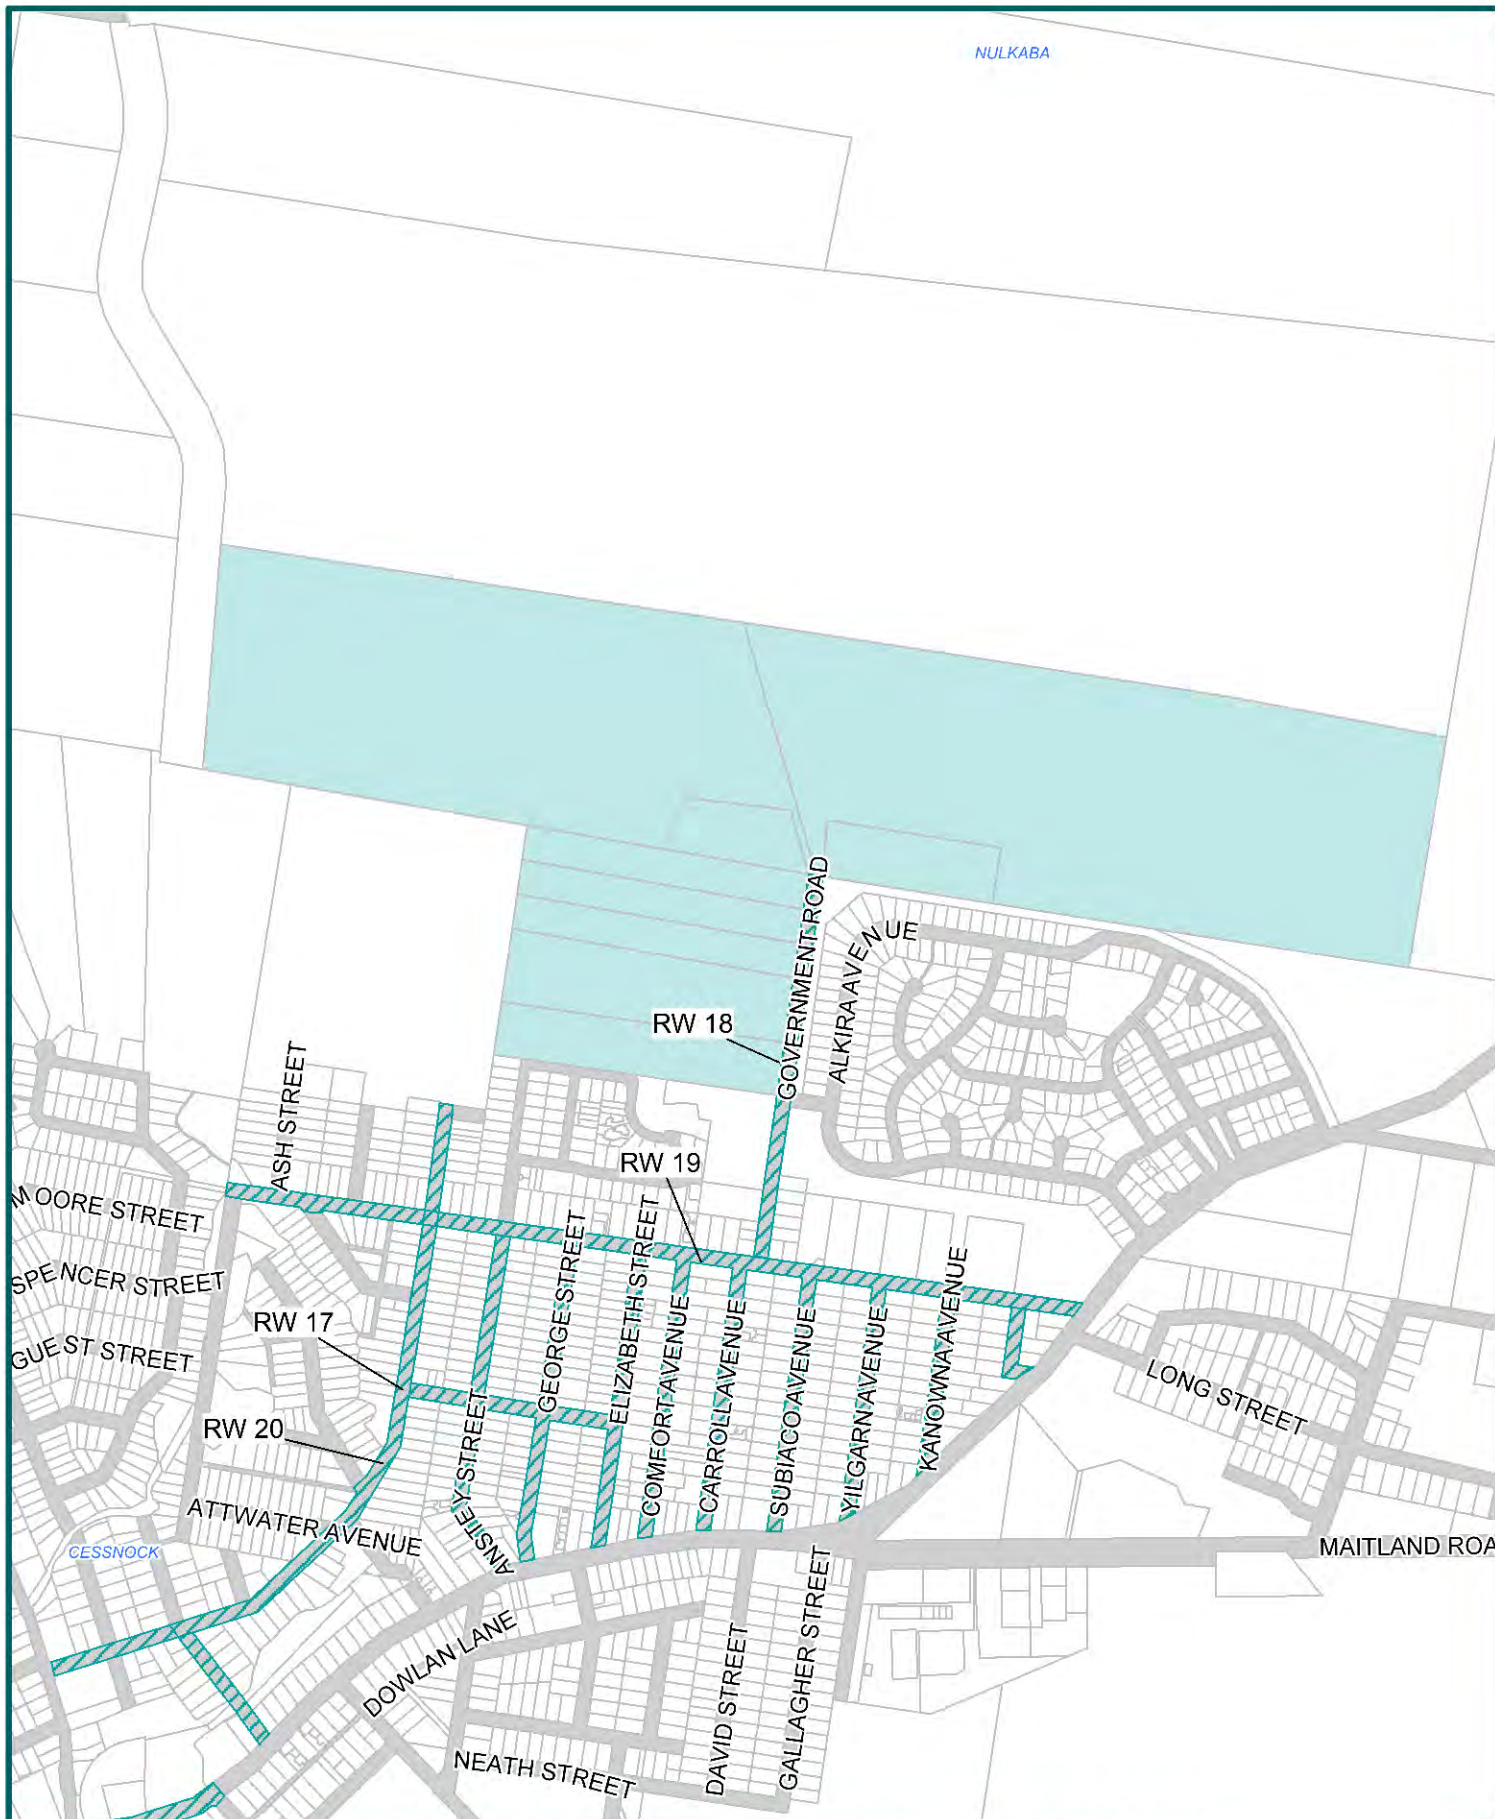 NULKABA
GOVERNMENT ROAD
ALKIRA AVENUE
RW 18
ASH STREET
RW 19
MOORE STREET
GEORGE STREET
ELIZABETH STREET
SPENCER STREET
KANOWNA AVENUE
COMFORT AVENUE
CARROLL AVENUE
SUBIACO AVENUE
YILGARN AVENUE
RW 17
GUEST STREET
LONG STREET
ANSTEY STREET
RW 20
ATTWATER AVENUE
CESSNOCK
MAITLAND ROA
DOWLAN LANE
DAVID STREET
GALLAGHER STREET
NEATH STREET